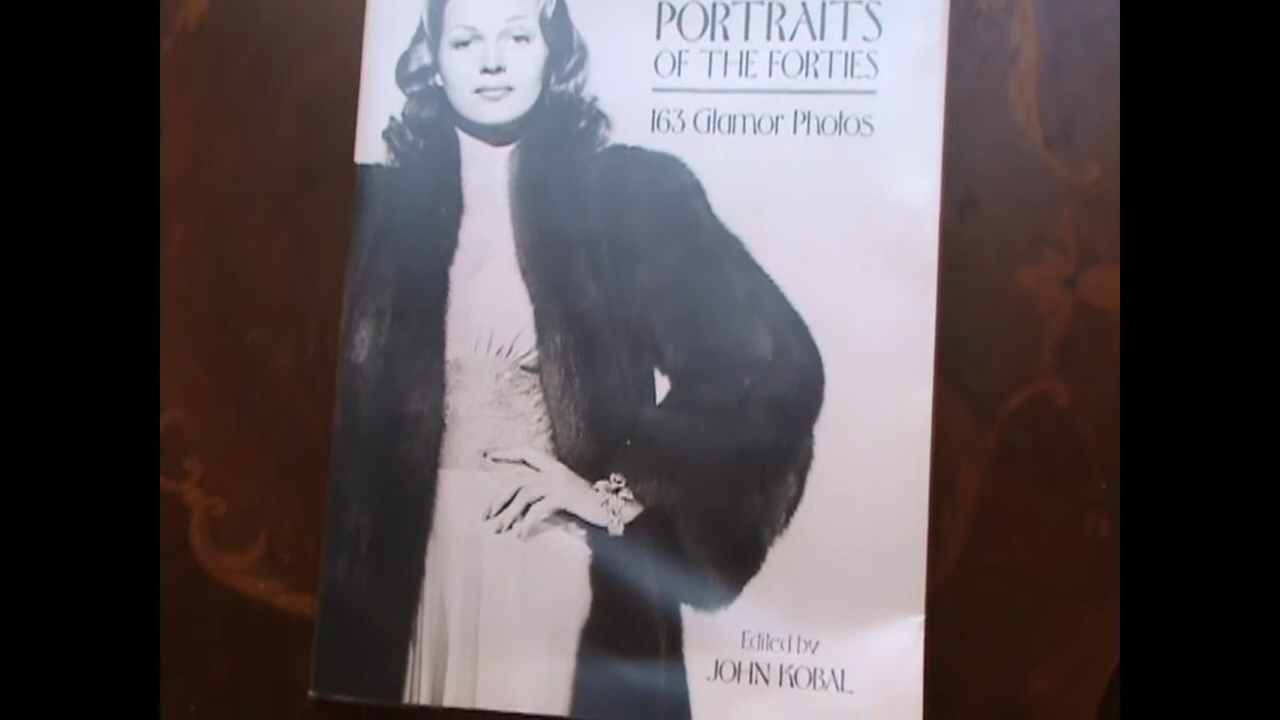 PORTRAITS
OF THE FORTIES
163 Glamor Photos
Edited by
JOHN KOBAL